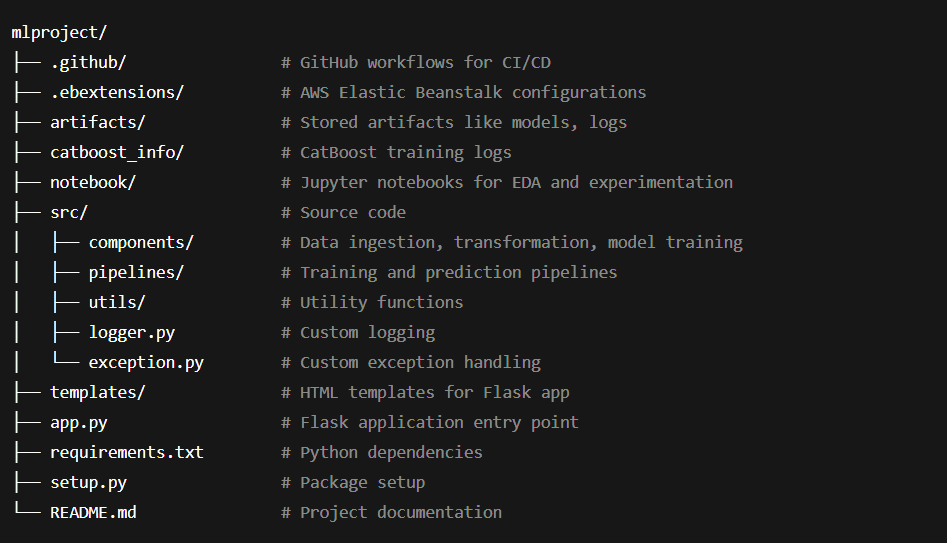 mlproject/
├── .github/                # GitHub workflows for CI/CD
├── .ebextensions/          # AWS Elastic Beanstalk configurations
├── artifacts/              # Stored artifacts like models, logs
├── catboost_info/          # CatBoost training logs
├── notebook/               # Jupyter notebooks for EDA and experimentation
├── src/                    # Source code
│   ├── components/         # Data ingestion, transformation, model training
│   ├── pipelines/          # Training and prediction pipelines
│   ├── utils/              # Utility functions
│   ├── logger.py           # Custom logging
│   └── exception.py        # Custom exception handling
├── templates/              # HTML templates for Flask app
├── app.py                  # Flask application entry point
├── requirements.txt        # Python dependencies
├── setup.py                # Package setup
└── README.md               # Project documentation